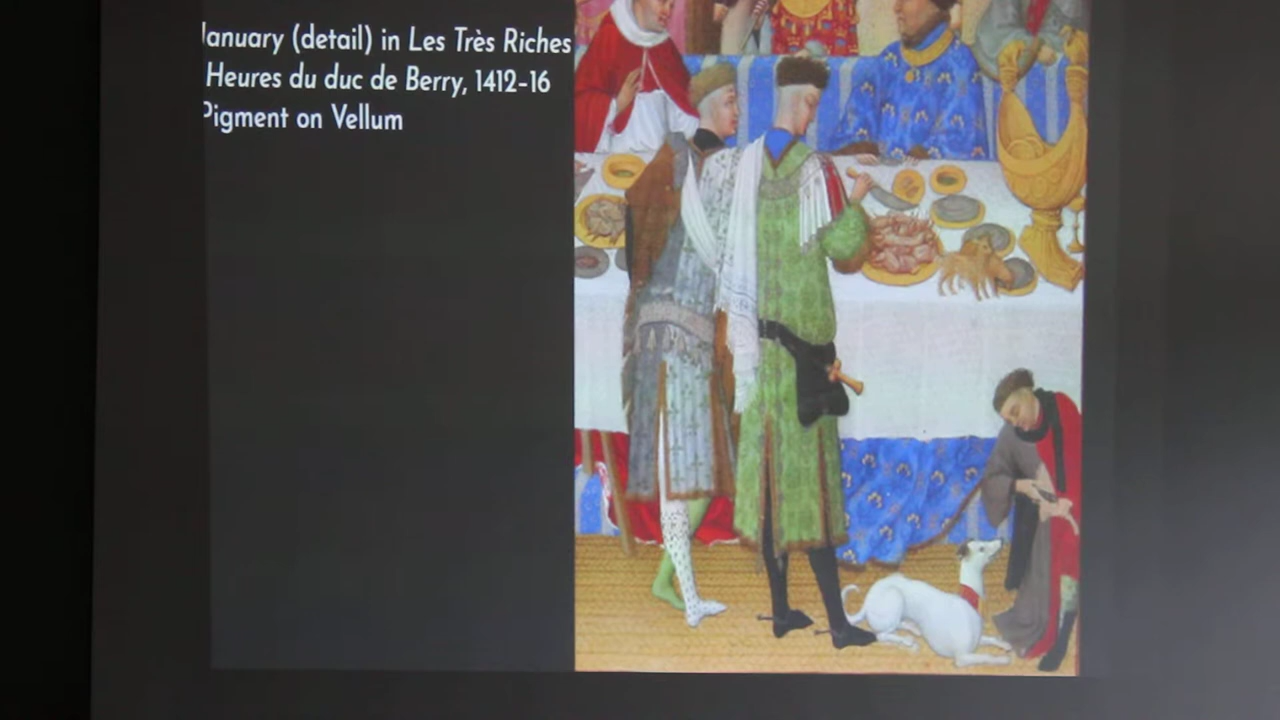 January (detail) in Les Très Riches
Heures du duc de Berry, 1412-16
Pigment on Vellum